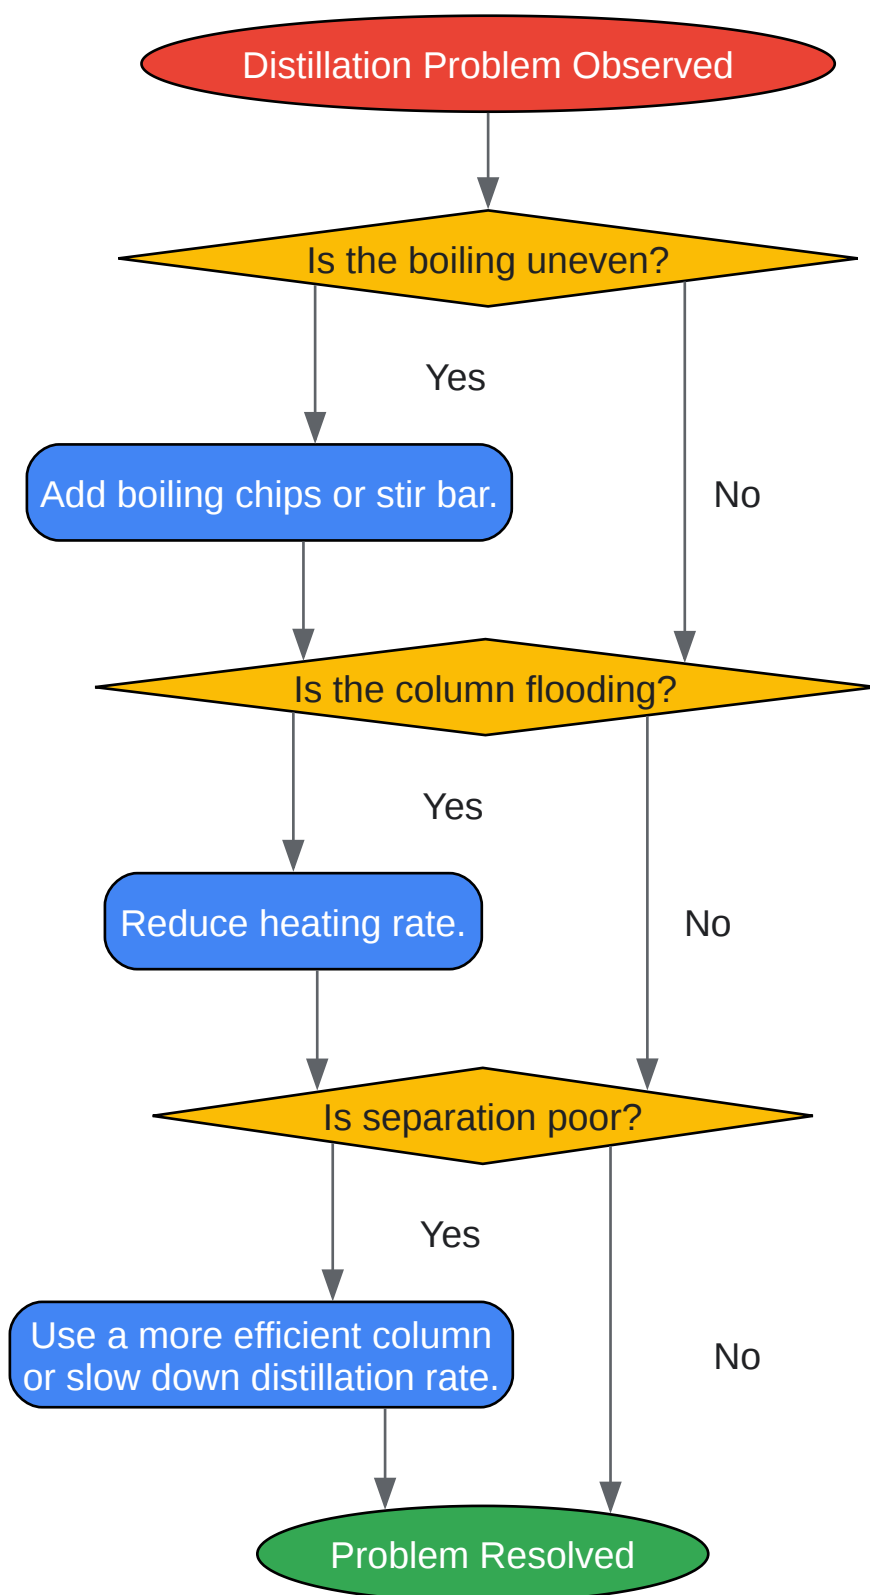 Distillation Problem Observed
Is the boiling uneven?
Yes
Add boiling chips or stir bar.
No
Is the column flooding?
Yes
Reduce heating rate.
No
Is separation poor?
Yes
Use a more efficient column
or slow down distillation rate.
No
Problem Resolved